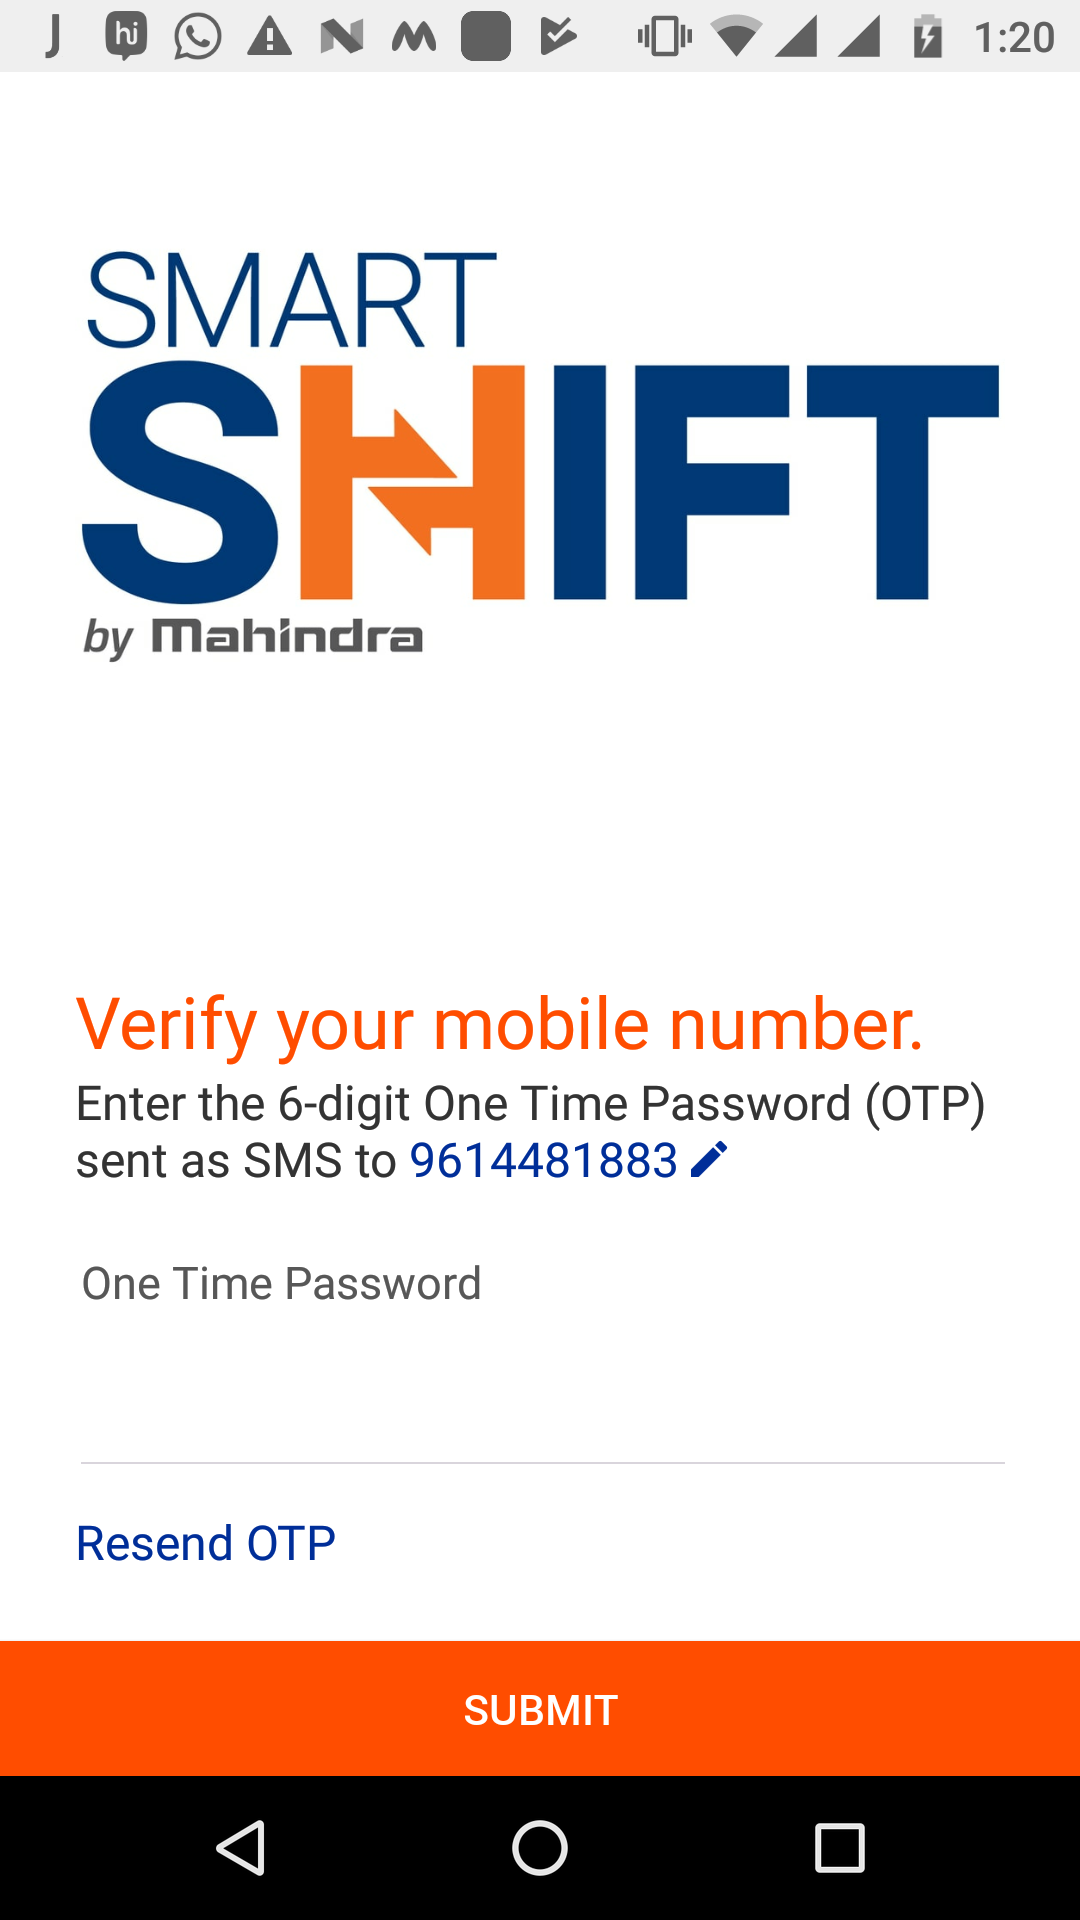 1:20
SMART
SHIFT
by Mahindra
Verify your mobile number.
Enter the 6-digit One Time Password (OTP)
sent as SMS to 9614481883
One Time Password
Resend OTP
SUBMIT